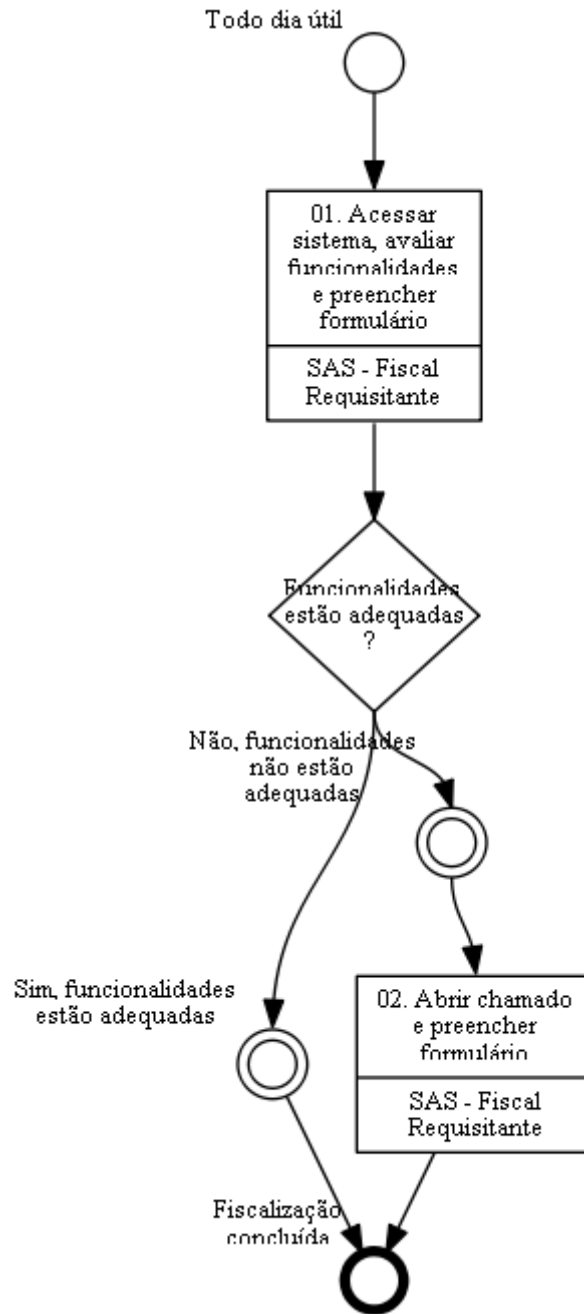 Todo dia útil
01. Acessar
sistema, avaliar
funcionalidades
e preencher
formulário
SAS - Fiscal
Requisitante
Funcionalidades
estão adequadas
?
Não, funcionalidades
não estão
adequadas
Sim, funcionalidades
estão adequadas
02. Abrir chamado
e preencher
formulário
SAS - Fiscal
Requisitante
Fiscalização
concluída